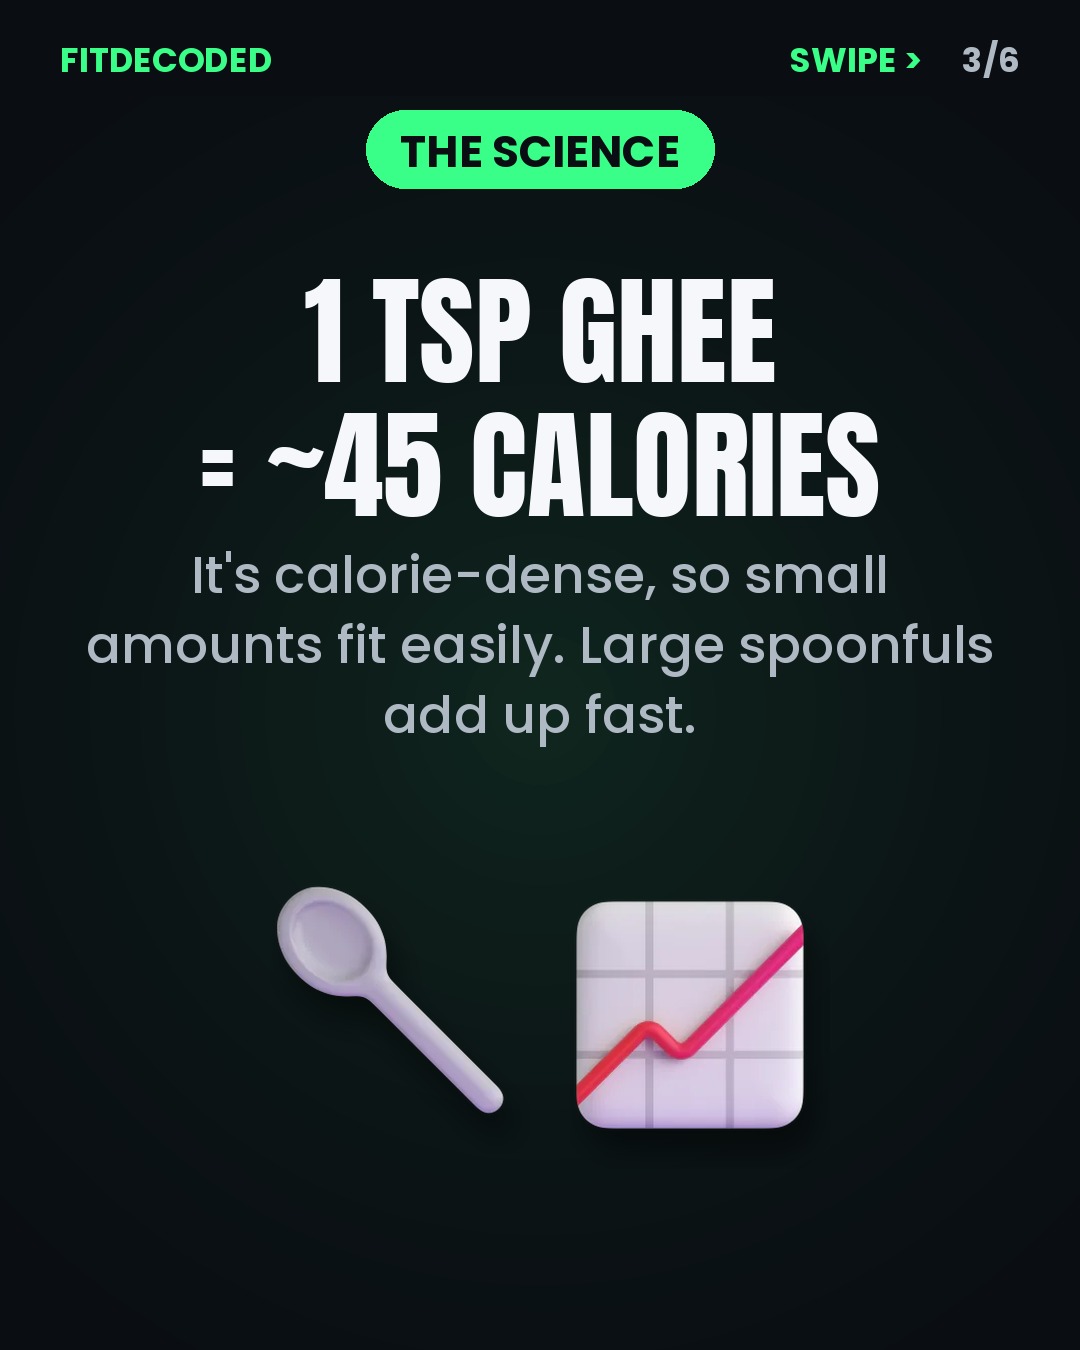 FITDECODED
SWIPE > 3/6
THE SCIENCE
1 TSP GHEE
= ~45 CALORIES
It's calorie-dense, so small
amounts fit easily. Large spoonfuls
add up fast.